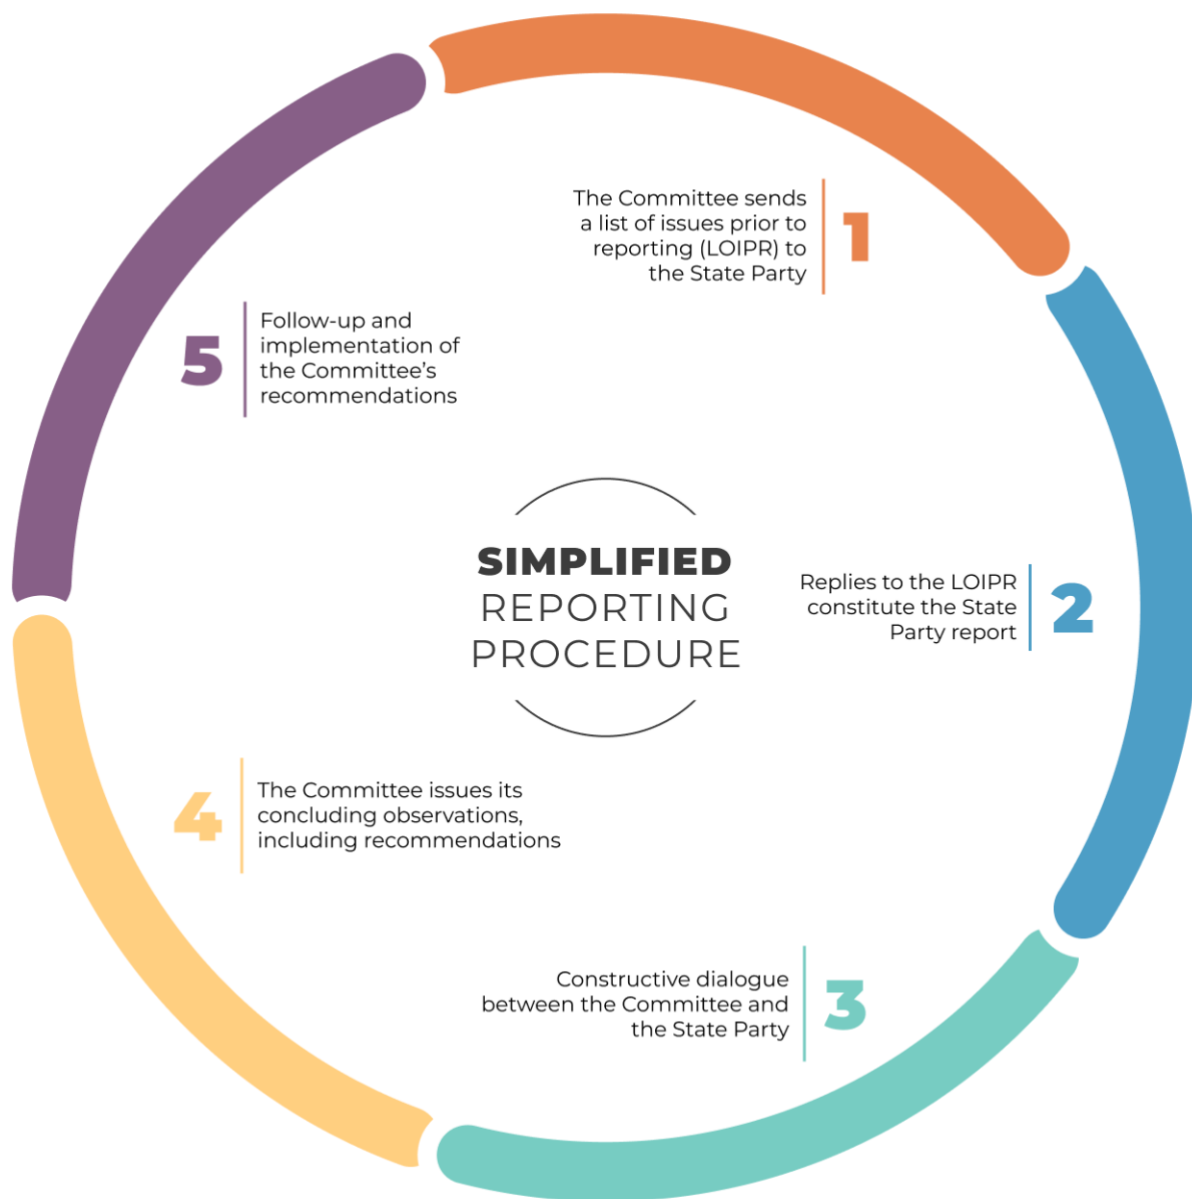 SIMPLIFIED
REPORTING
PROCEDURE
1
The Committee sends
a list of issues prior to
reporting (LOIPR) to
the State Party
2
Replies to the LOIPR
constitute the State
Party report
3
Constructive dialogue
between the Committee and
the State Party
4
The Committee issues its
concluding observations,
including recommendations
5
Follow-up and
implementation of
the Committee’s
recommendations